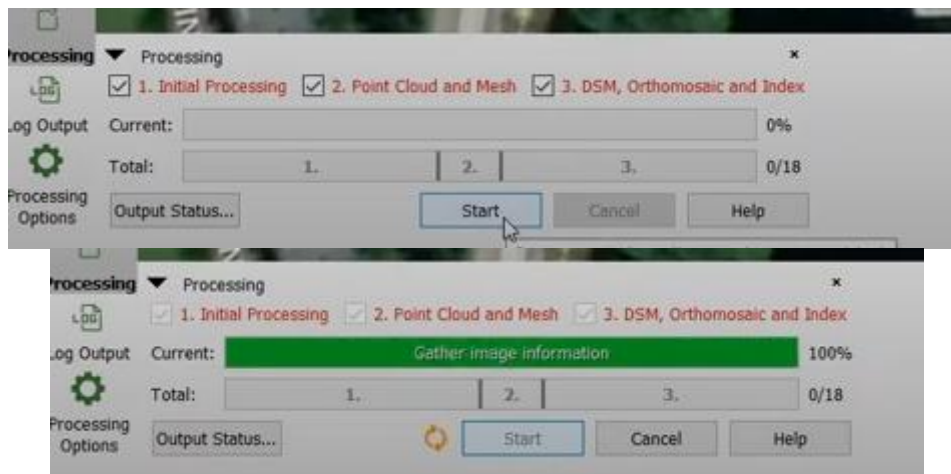 Processing ▼ Processing ×
LOG ☑ 1. Initial Processing ☑ 2. Point Cloud and Mesh ☑ 3. DSM, Orthomosaic and Index
Log Output Current: 0%
Total: 1. 2. 3. 0/18
Processing Options Output Status... Start Cancel Help
Processing ▼ Processing ×
LOG ☑ 1. Initial Processing ☑ 2. Point Cloud and Mesh ☑ 3. DSM, Orthomosaic and Index
Log Output Current: Gather image information 100%
Total: 1. 2. 3. 0/18
Processing Options Output Status... Start Cancel Help